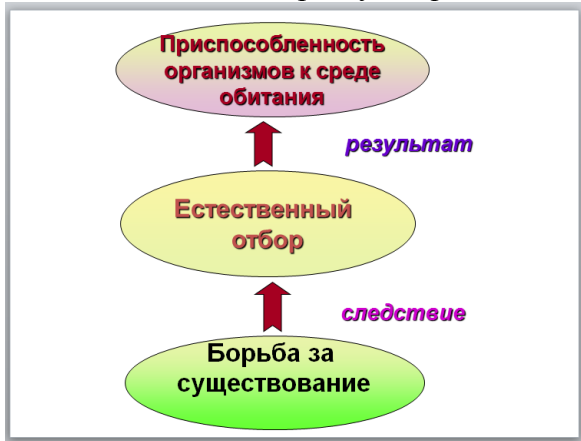 Приспособленность
организмов к среде
обитания
результат
Естественный
отбор
следствие
Борьба за
существование